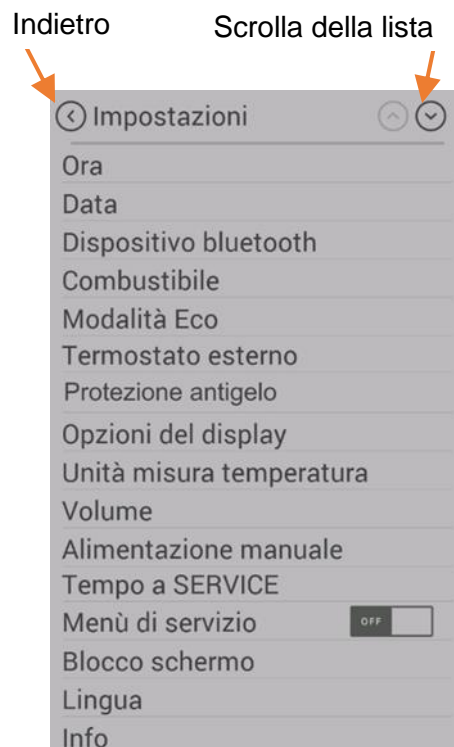 Indietro
Scrolla della lista
Impostazioni
Ora
Data
Dispositivo bluetooth
Combustibile
Modalità Eco
Termostato esterno
Protezione antigelo
Opzioni del display
Unità misura temperatura
Volume
Alimentazione manuale
Tempo a SERVICE
Menù di servizio OFF
Blocco schermo
Lingua
Info